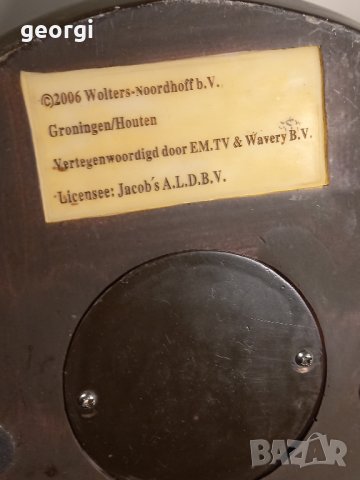 georgi
©2006 Wolters-Noordhoff b.V.
Groningen/Houten
Vertegenwoordigd door EM.TV & Wavery B.V.
Licensee: Jacob's A.L.D.B.V.
BAZAR